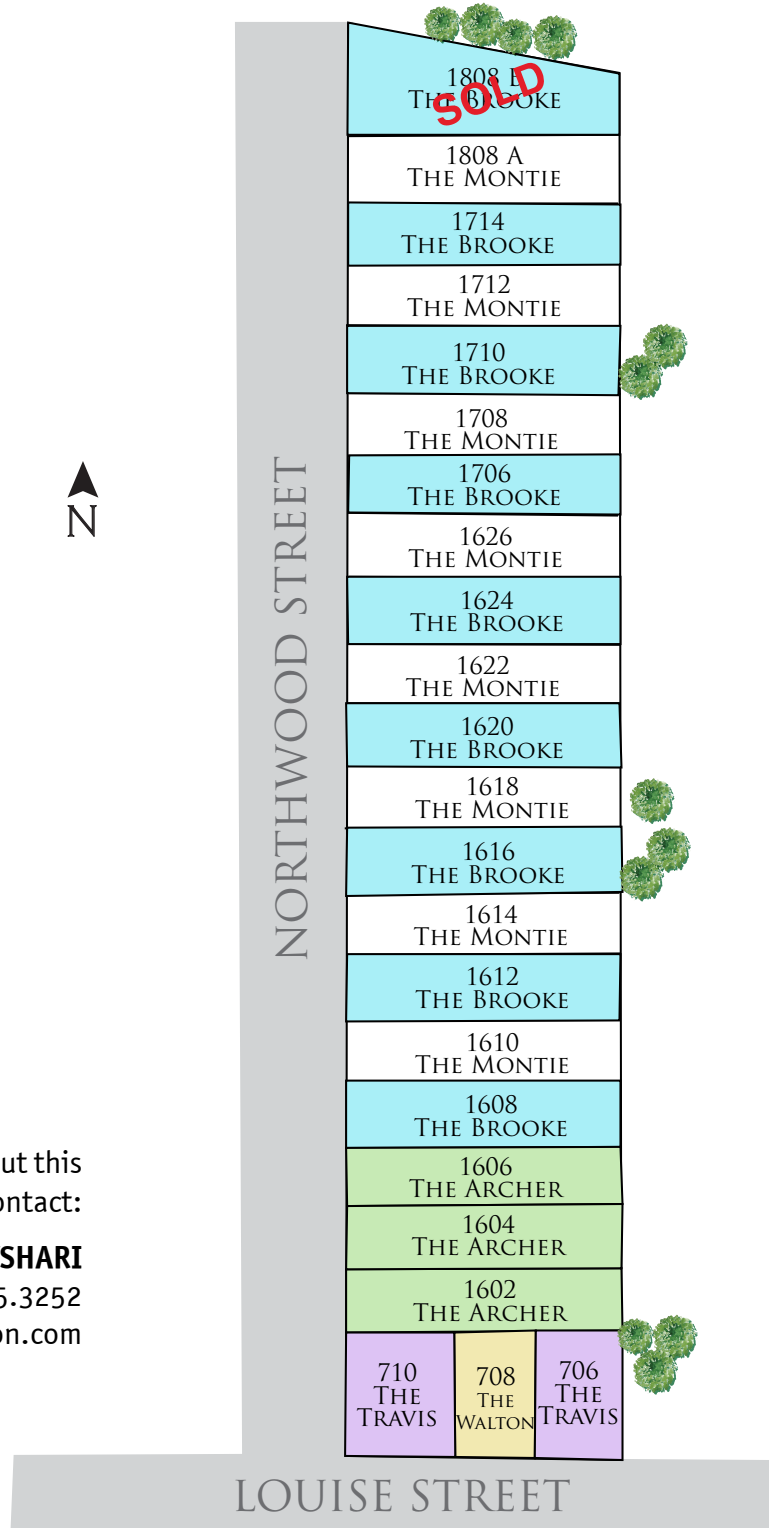 1808 B
The Brooke
SOLD
1808 A
The Montie
1714
The Brooke
1712
The Montie
1710
The Brooke
1708
The Montie
1706
The Brooke
1626
The Montie
1624
The Brooke
1622
The Montie
1620
The Brooke
1618
The Montie
1616
The Brooke
1614
The Montie
1612
The Brooke
1610
The Montie
1608
The Brooke
1606
The Archer
1604
The Archer
1602
The Archer
710
The
Travis
708
The
Walton
706
The
Travis
NORTHWOOD STREET
LOUISE STREET
N
ut this
ontact:
SHARI
5.3252
on.com